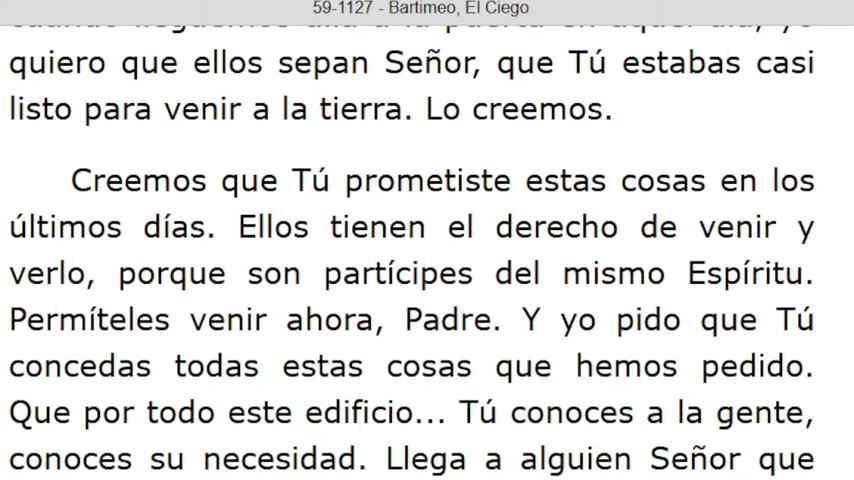 59-1127 - Bartimeo, El Ciego
quiero que ellos sepan Señor, que Tú estabas casi
listo para venir a la tierra. Lo creemos.
Creemos que Tú prometiste estas cosas en los
últimos días. Ellos tienen el derecho de venir y
verlo, porque son partícipes del mismo Espíritu.
Permíteles venir ahora, Padre. Y yo pido que Tú
concedas todas estas cosas que hemos pedido.
Que por todo este edificio... Tú conoces a la gente,
conoces su necesidad. Llega a alguien Señor que